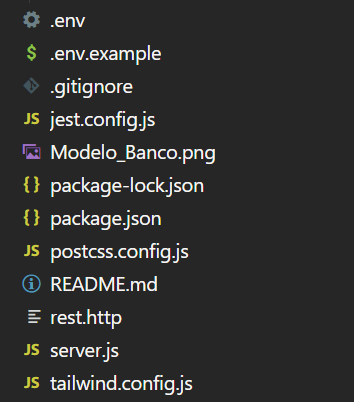 .env
$ .env.example
.gitignore
JS jest.config.js
Modelo_Banco.png
{} package-lock.json
{} package.json
JS postcss.config.js
README.md
rest.http
JS server.js
JS tailwind.config.js